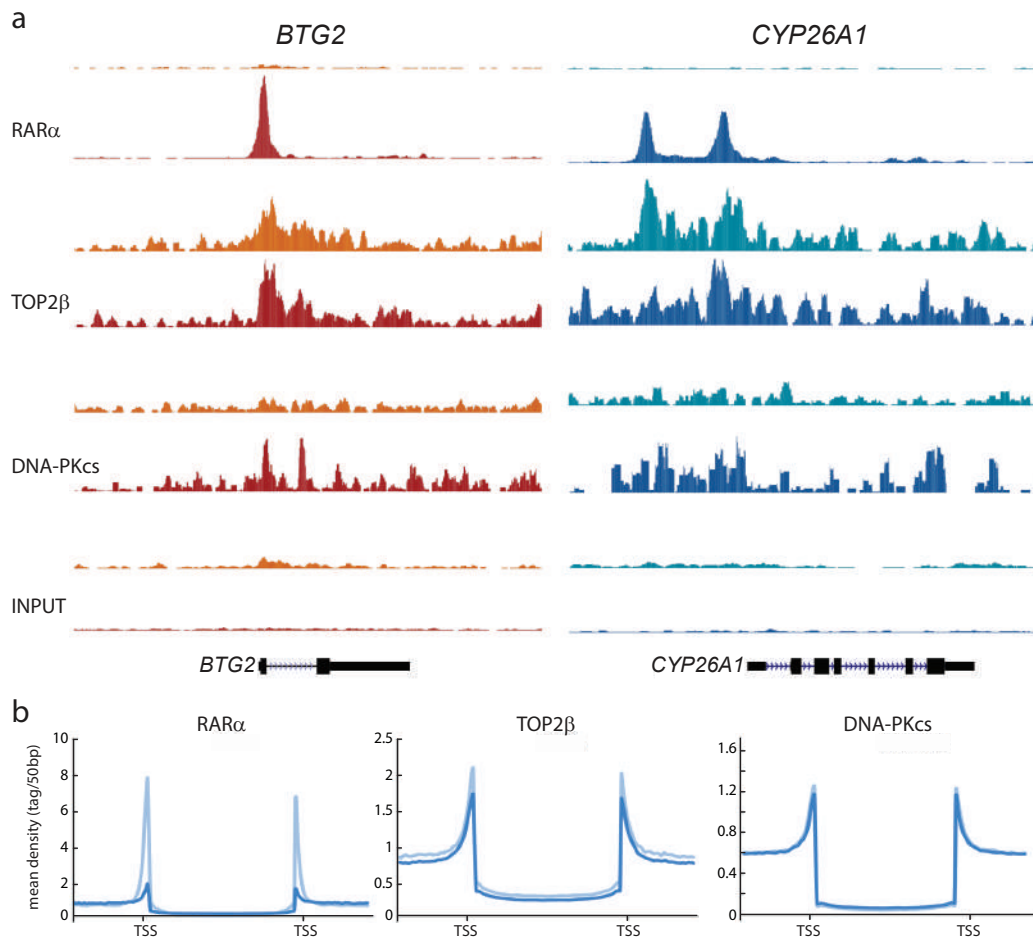 a
BTG2 CYP26A1
RARα
TOP2β
DNA-PKcs
INPUT
BTG2 CYP26A1
b
RARα TOP2β DNA-PKcs
mean density (tag/50bp)
10
8
6
4
2
0
TSS TSS
2.5
2
1.5
1
0.5
0
TSS TSS
1.6
1.2
0.8
0.4
0
TSS TSS